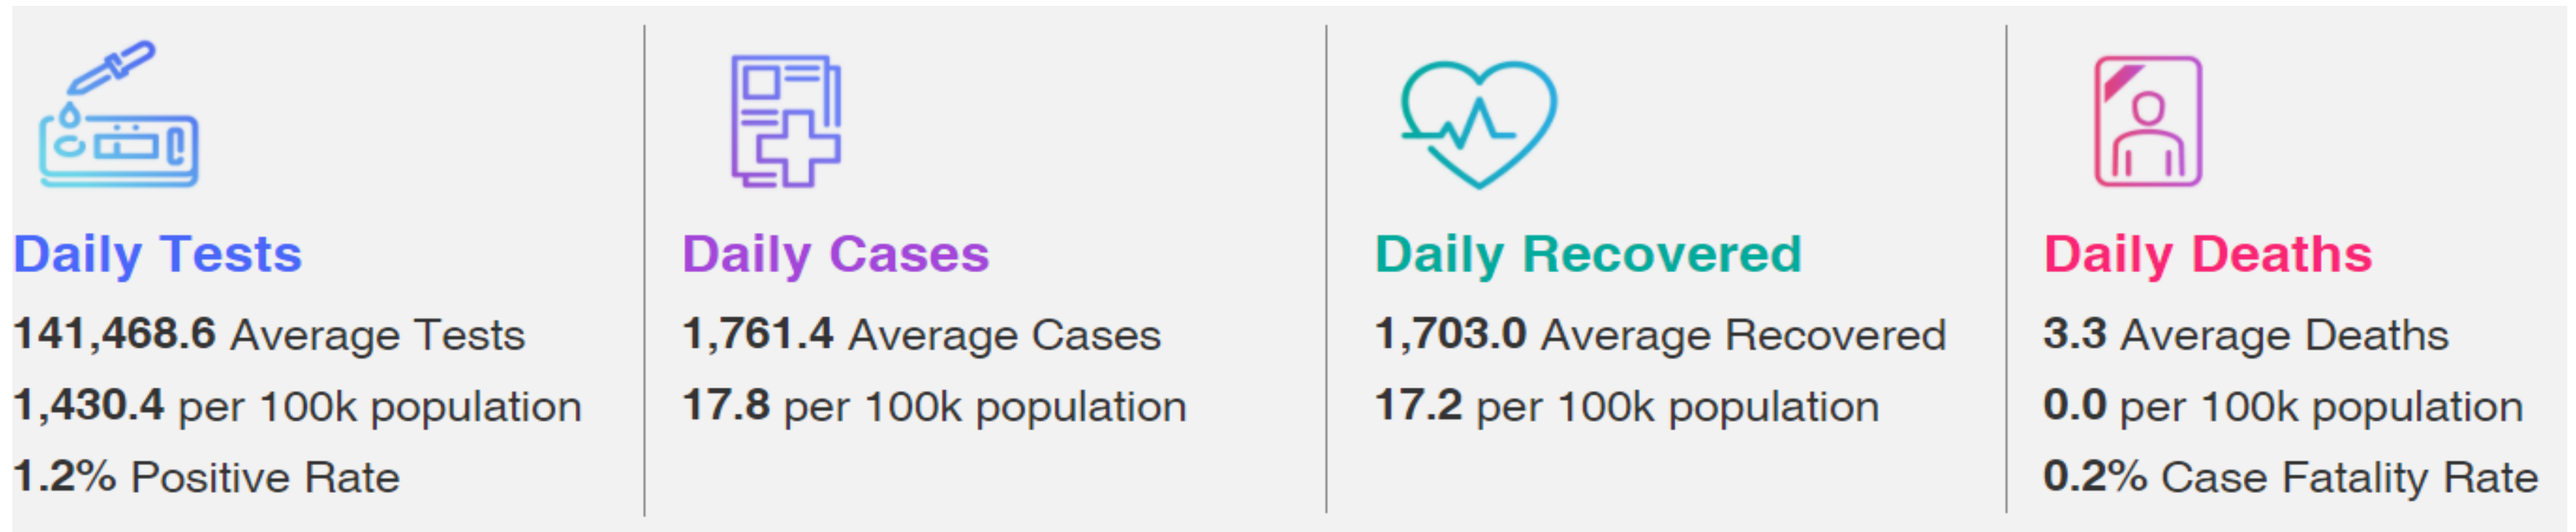 Daily Tests
141,468.6 Average Tests
1,430.4 per 100k population
1.2% Positive Rate
Daily Cases
1,761.4 Average Cases
17.8 per 100k population
Daily Recovered
1,703.0 Average Recovered
17.2 per 100k population
Daily Deaths
3.3 Average Deaths
0.0 per 100k population
0.2% Case Fatality Rate